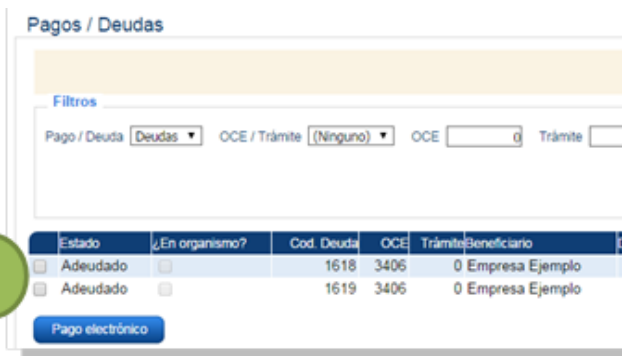 Pagos / Deudas
Filtros
Pago / Deuda Deudas OCE / Trámite (Ninguno) OCE 0 Trámite
Estado ¿En organismo? Cod. Deuda OCE Trámite Beneficiario
Adeudado 1618 3406 0 Empresa Ejemplo
Adeudado 1619 3406 0 Empresa Ejemplo
Pago electrónico